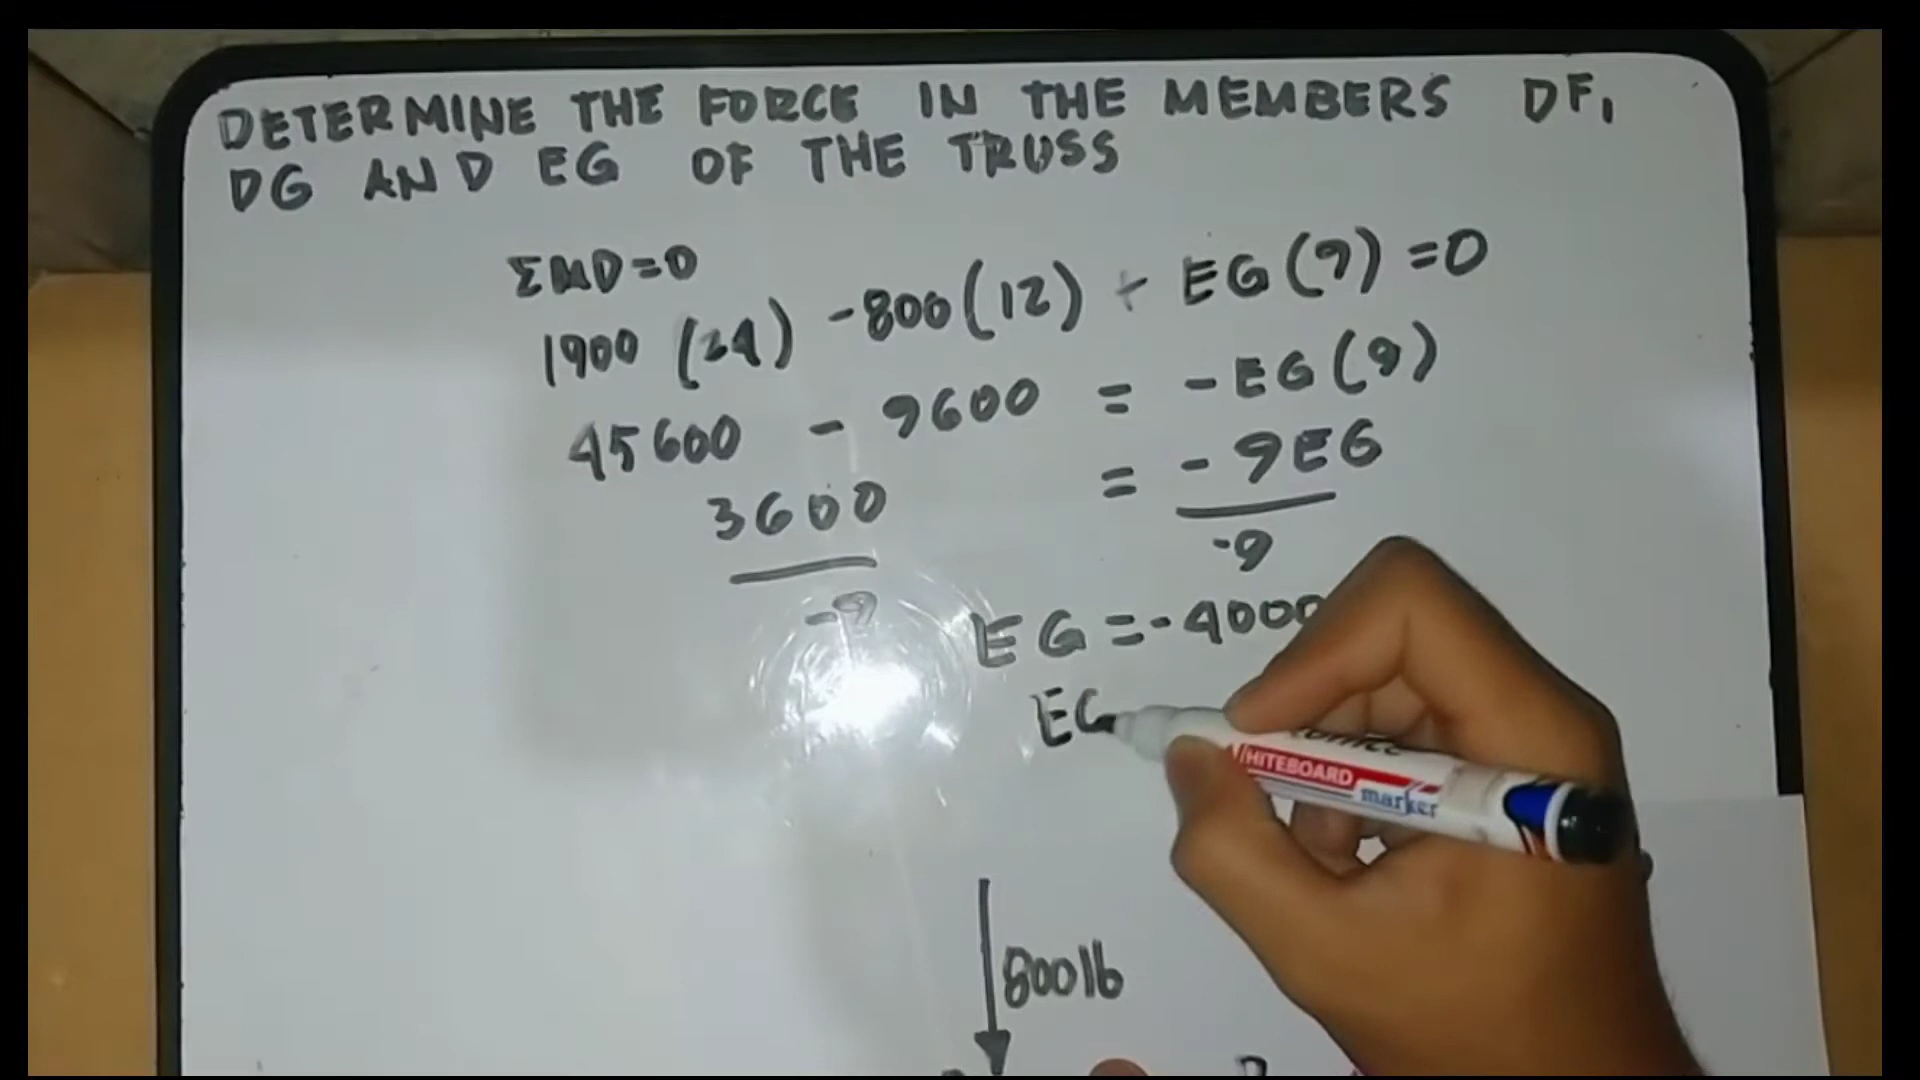 DETERMINE THE FORCE IN THE MEMBERS DF,
DG AND EG OF THE TRUSS
ΣMD=0
1900 (24) -800(12) + EG(9) =0
45600 - 9600 = -EG(9)
3600 = -9EG
-9 -9
EG =-4000
EG
WHITEBOARD
marker
800lb